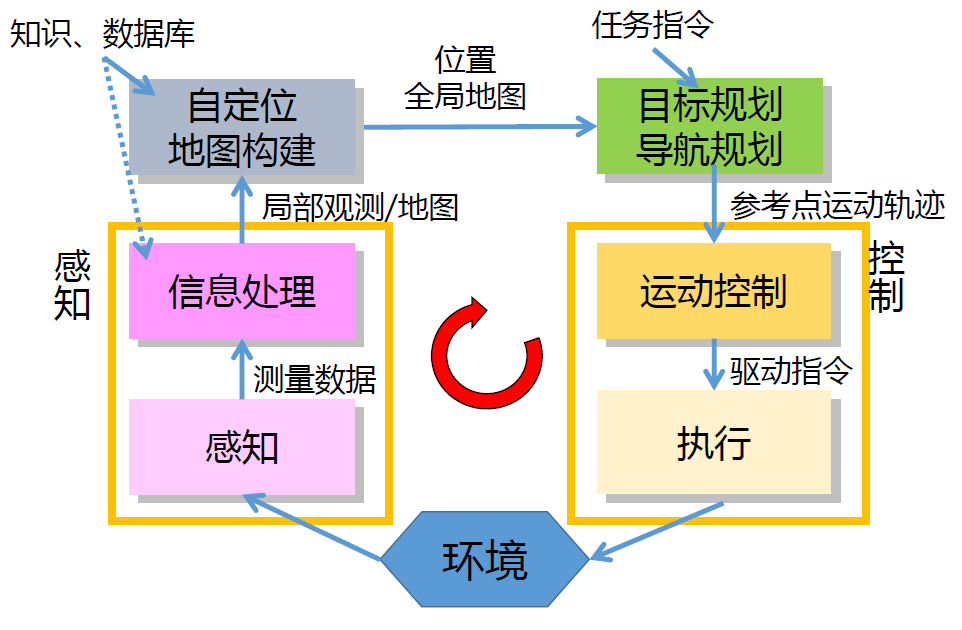 知识、数据库
任务指令
位置
全局地图
自定位
地图构建
目标规划
导航规划
局部观测/地图
参考点运动轨迹
感
知
信息处理
运动控制
控
制
测量数据
驱动指令
感知
执行
环境